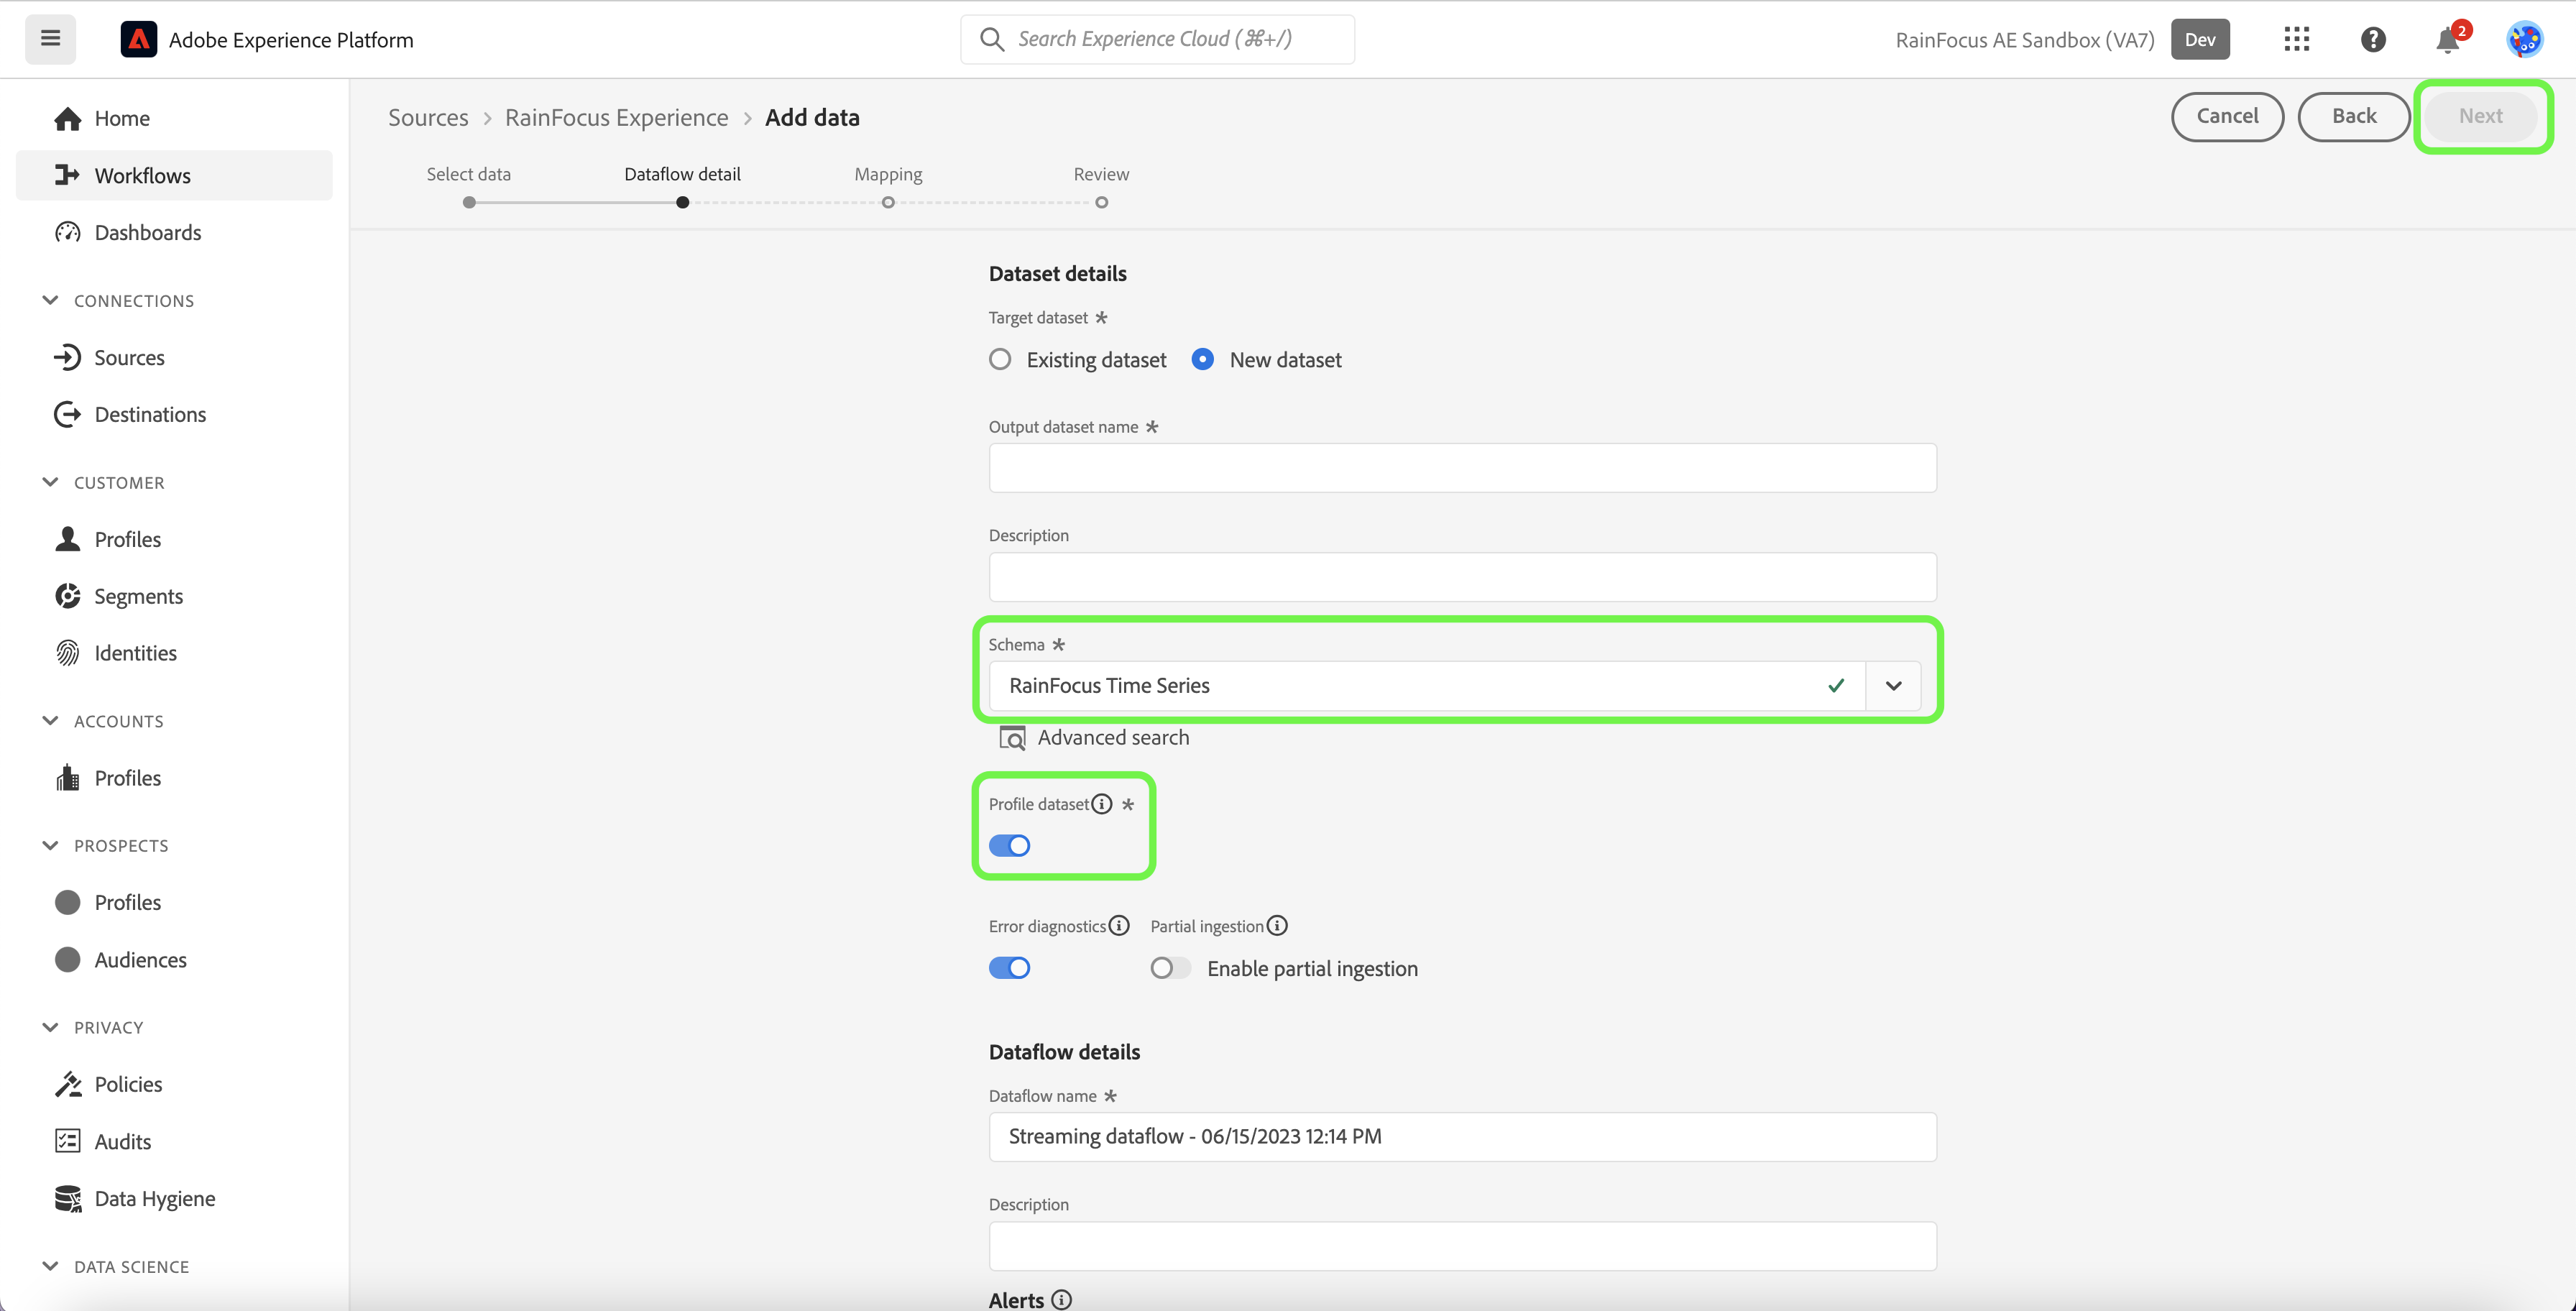 Adobe Experience Platform
Search Experience Cloud (⌘+/)
RainFocus AE Sandbox (VA7)
Dev
2
Home
Workflows
Dashboards
CONNECTIONS
Sources
Destinations
CUSTOMER
Profiles
Segments
Identities
ACCOUNTS
Profiles
PROSPECTS
Profiles
Audiences
PRIVACY
Policies
Audits
Data Hygiene
DATA SCIENCE
Sources > RainFocus Experience > Add data
Cancel
Back
Next
Select data
Dataflow detail
Mapping
Review
Dataset details
Target dataset *
Existing dataset
New dataset
Output dataset name *
Description
Schema *
RainFocus Time Series
Advanced search
Profile dataset *
Error diagnostics
Partial ingestion
Enable partial ingestion
Dataflow details
Dataflow name *
Streaming dataflow - 06/15/2023 12:14 PM
Description
Alerts